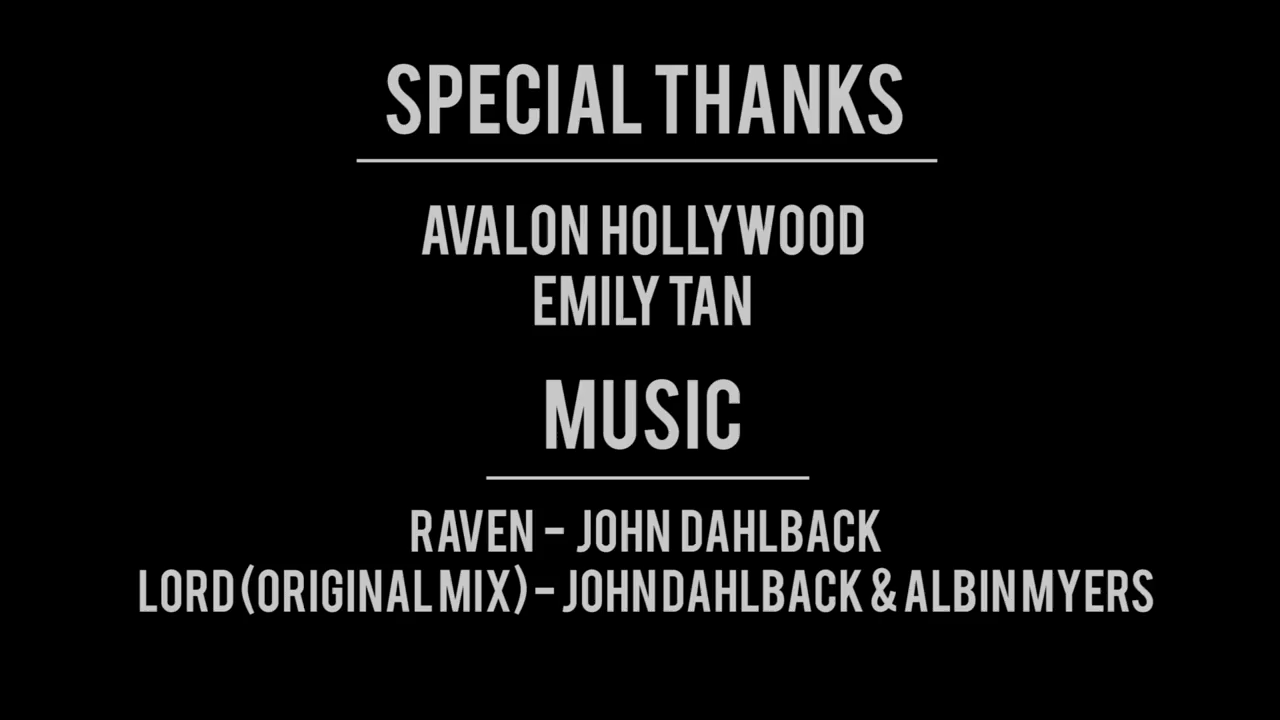 SPECIAL THANKS
AVALON HOLLYWOOD
EMILY TAN
MUSIC
RAVEN - JOHN DAHLBACK
LORD (ORIGINAL MIX) - JOHN DAHLBACK & ALBIN MYERS